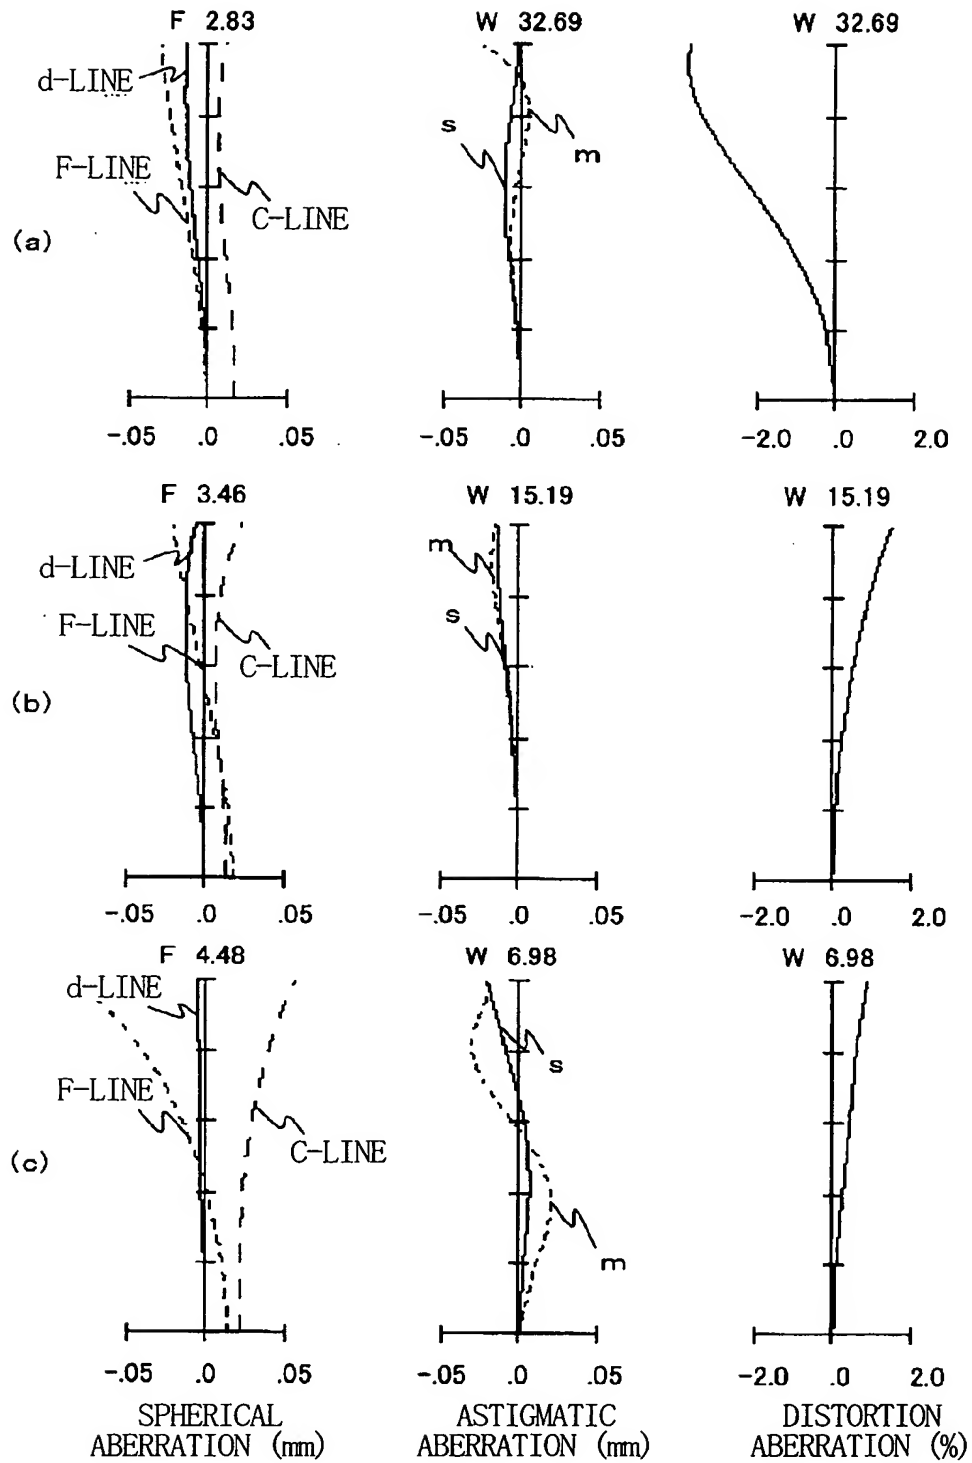 F 2.83 W 32.69 W 32.69
d-LINE
F-LINE
C-LINE
s
m
(a)
-.05 .0 .05 -.05 .0 .05 -2.0 .0 2.0
F 3.46 W 15.19 W 15.19
d-LINE
F-LINE
C-LINE
m
s
(b)
-.05 .0 .05 -.05 .0 .05 -2.0 .0 2.0
F 4.48 W 6.98 W 6.98
d-LINE
F-LINE
C-LINE
s
m
(c)
-.05 .0 .05 -.05 .0 .05 -2.0 .0 2.0
SPHERICAL ASTIGMATIC DISTORTION
ABERRATION (mm) ABERRATION (mm) ABERRATION (%)